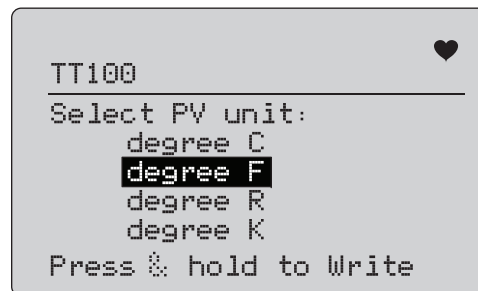 TT100
Select PV unit:
degree C
degree F
degree R
degree K
Press & hold to Write